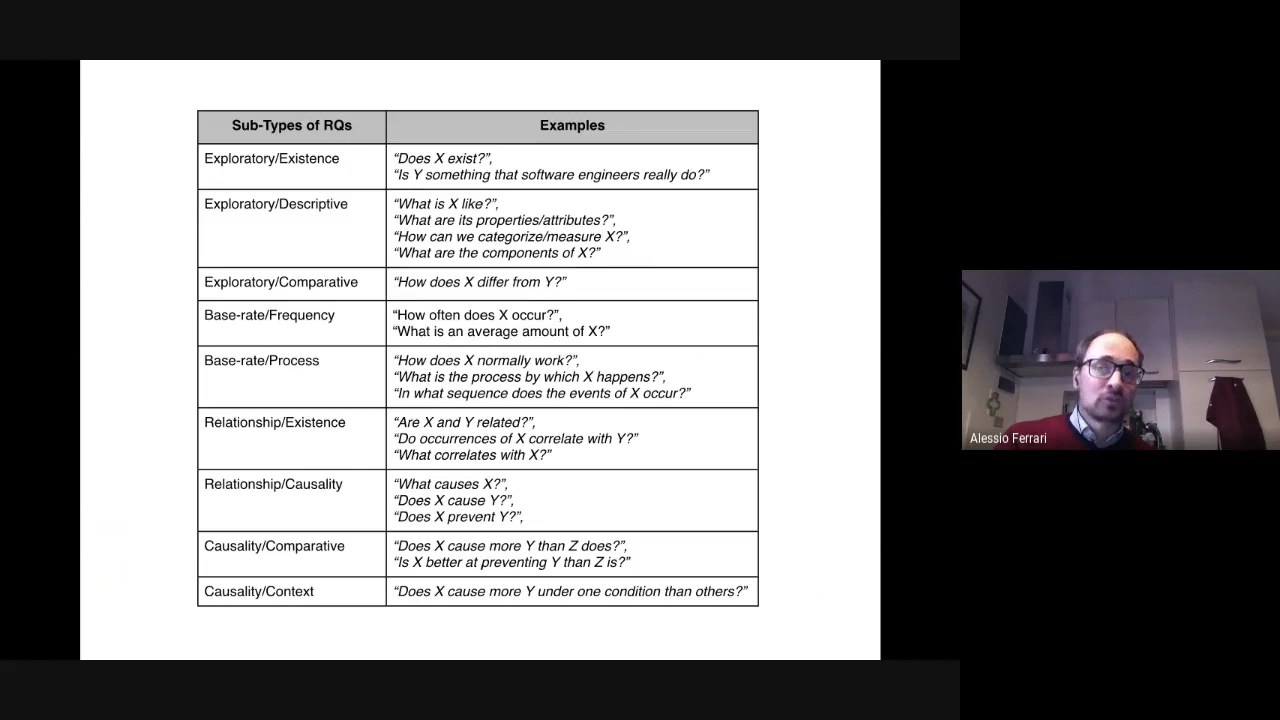 Sub-Types of RQs
Examples
Exploratory/Existence
“Does X exist?”,
“Is Y something that software engineers really do?”
Exploratory/Descriptive
“What is X like?”,
“What are its properties/attributes?”,
“How can we categorize/measure X?”,
“What are the components of X?”
Exploratory/Comparative
“How does X differ from Y?”
Base-rate/Frequency
“How often does X occur?”,
“What is an average amount of X?”
Base-rate/Process
“How does X normally work?”,
“What is the process by which X happens?”,
“In what sequence does the events of X occur?”
Relationship/Existence
“Are X and Y related?”,
“Do occurrences of X correlate with Y?”
“What correlates with X?”
Relationship/Causality
“What causes X?”,
“Does X cause Y?”,
“Does X prevent Y?”,
Causality/Comparative
“Does X cause more Y than Z does?”,
“Is X better at preventing Y than Z is?”
Causality/Context
“Does X cause more Y under one condition than others?”
Alessio Ferrari